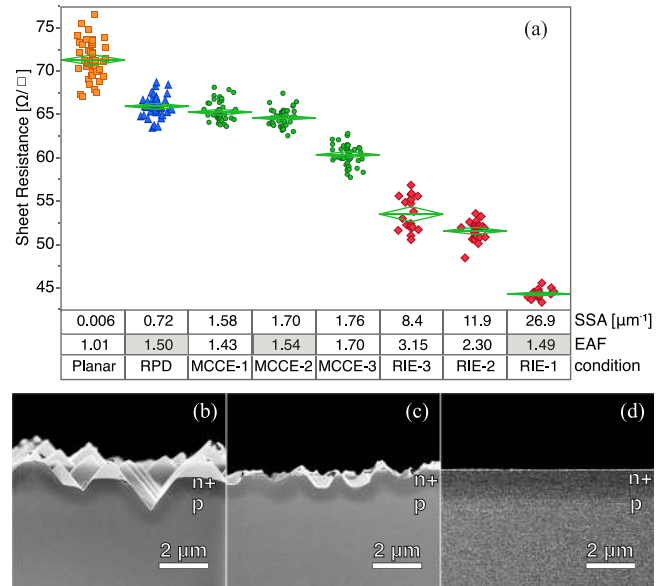 (a)
Sheet Resistance [Ω/□]
75
70
65
60
55
50
45
0.006 0.72 1.58 1.70 1.76 8.4 11.9 26.9 SSA [µm⁻¹]
1.01 1.50 1.43 1.54 1.70 3.15 2.30 1.49 EAF
Planar RPD MCCE-1 MCCE-2 MCCE-3 RIE-3 RIE-2 RIE-1 condition
(b) (c) (d)
n+ n+ n+
p p p
2 µm 2 µm 2 µm